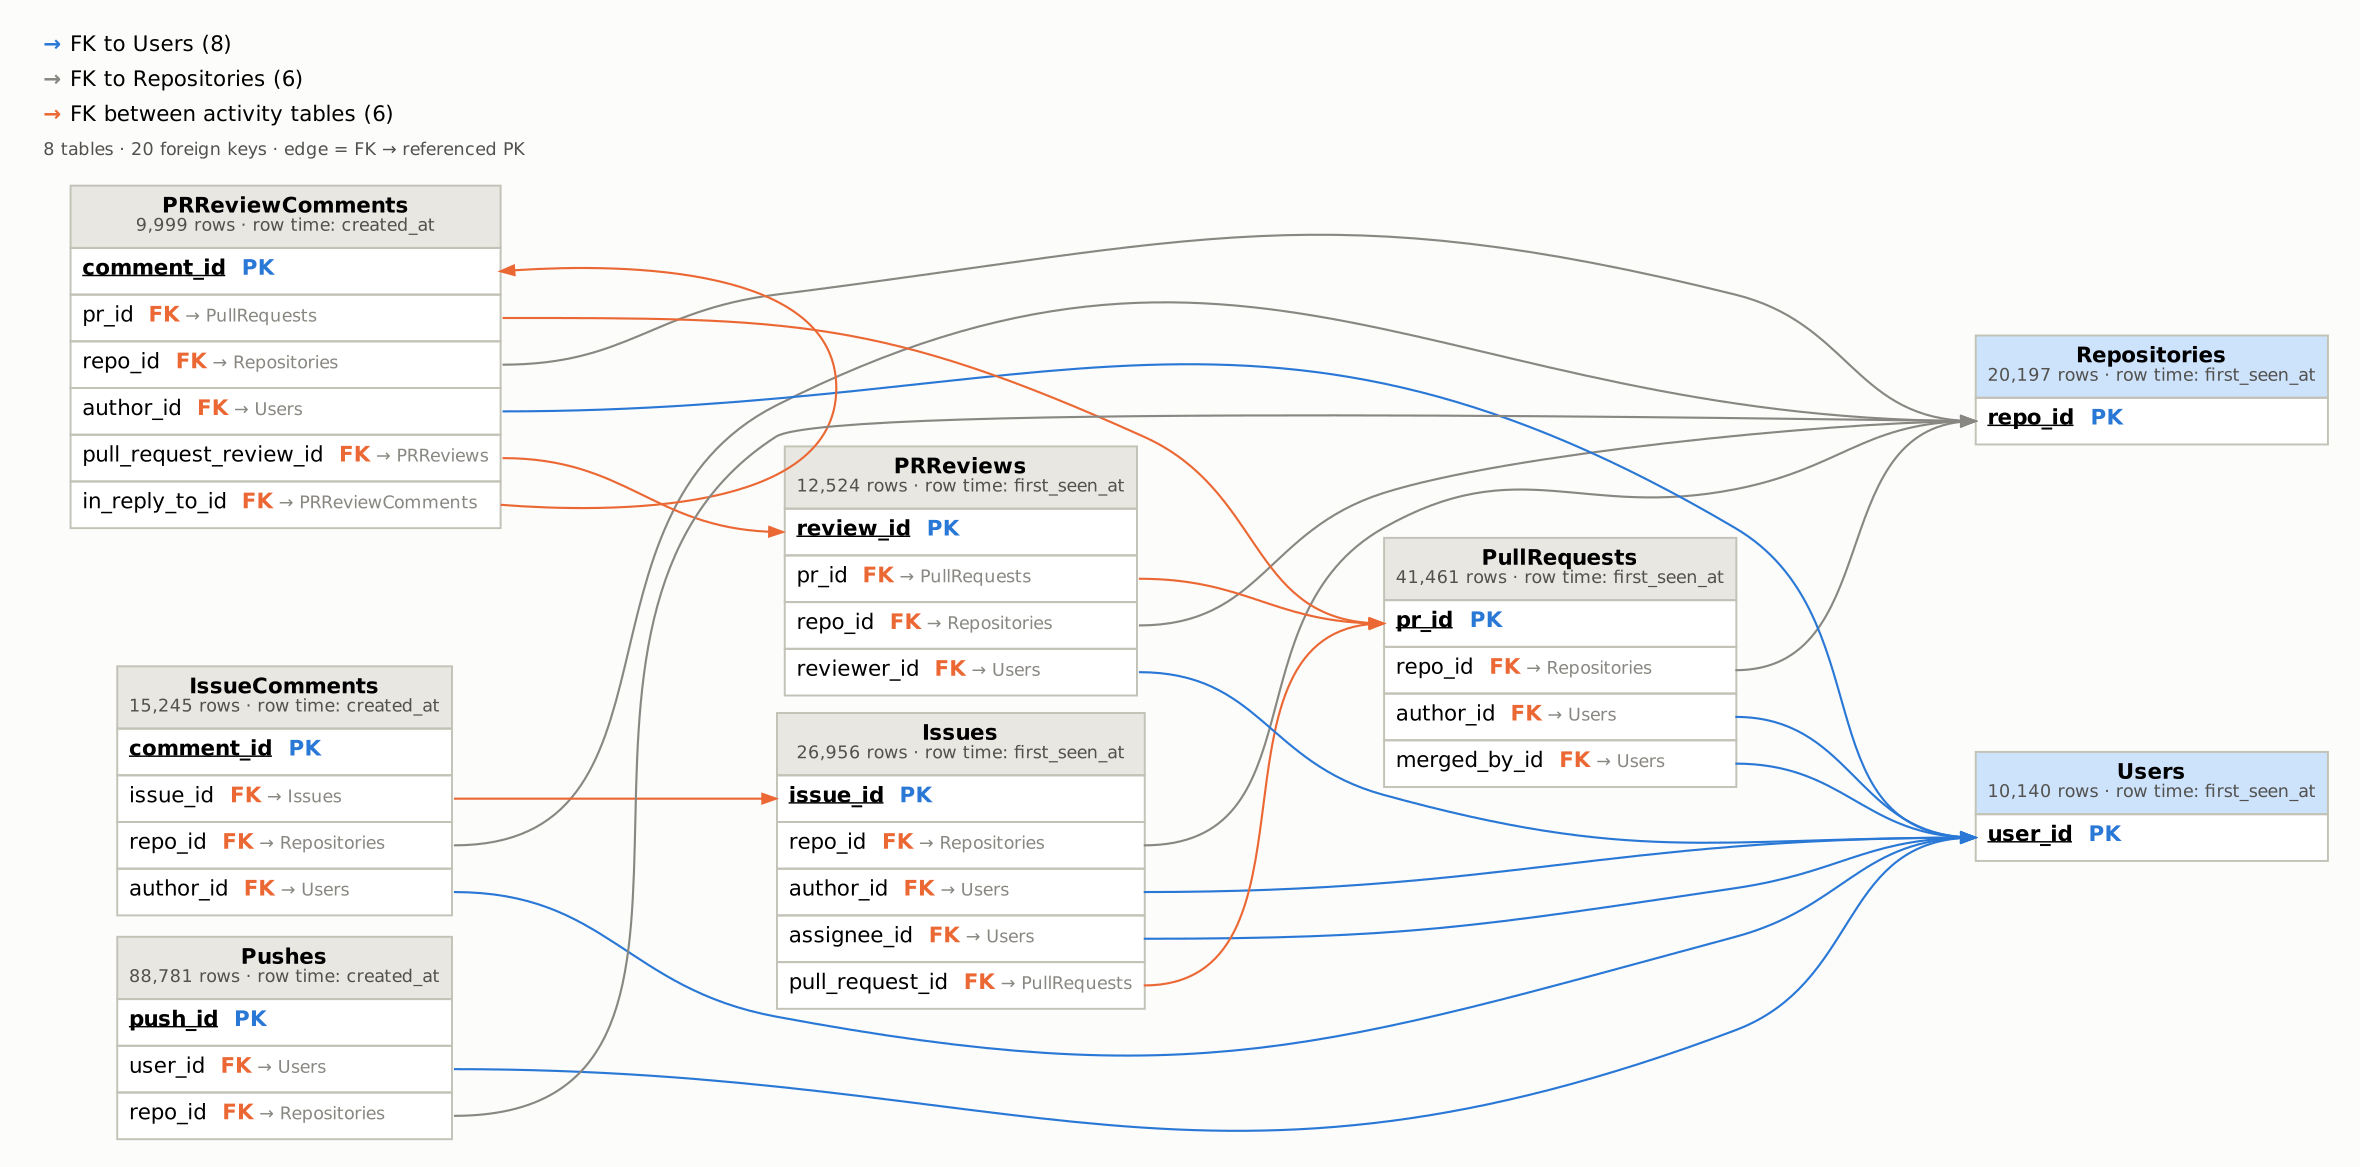 → FK to Users (8)
→ FK to Repositories (6)
→ FK between activity tables (6)
8 tables · 20 foreign keys · edge = FK → referenced PK
PRReviewComments
9,999 rows · row time: created_at
comment_id PK
pr_id FK → PullRequests
repo_id FK → Repositories
author_id FK → Users
pull_request_review_id FK → PRReviews
in_reply_to_id FK → PRReviewComments
Repositories
20,197 rows · row time: first_seen_at
repo_id PK
PRReviews
12,524 rows · row time: first_seen_at
review_id PK
pr_id FK → PullRequests
repo_id FK → Repositories
reviewer_id FK → Users
PullRequests
41,461 rows · row time: first_seen_at
pr_id PK
repo_id FK → Repositories
author_id FK → Users
merged_by_id FK → Users
IssueComments
15,245 rows · row time: created_at
comment_id PK
issue_id FK → Issues
repo_id FK → Repositories
author_id FK → Users
Issues
26,956 rows · row time: first_seen_at
issue_id PK
repo_id FK → Repositories
author_id FK → Users
assignee_id FK → Users
pull_request_id FK → PullRequests
Users
10,140 rows · row time: first_seen_at
user_id PK
Pushes
88,781 rows · row time: created_at
push_id PK
user_id FK → Users
repo_id FK → Repositories